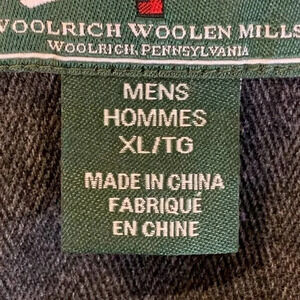 WOOLRICH WOOLEN MILLS
WOOLRICH, PENNSYLVANIA
MENS
HOMMES
XL/TG
MADE IN CHINA
FABRIQUÉ
EN CHINE